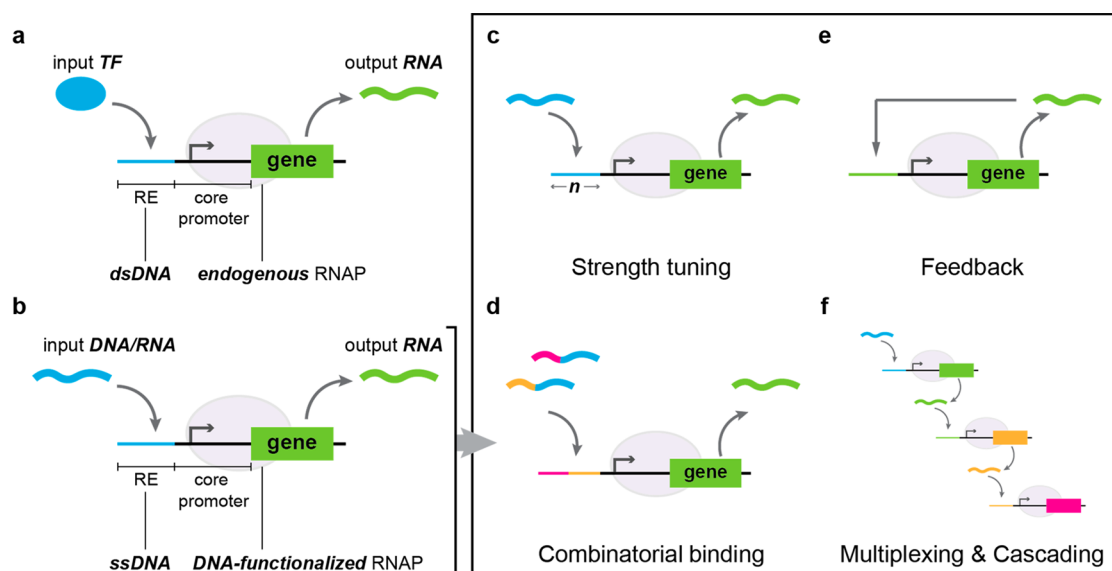 a
input TF
output RNA
gene
RE
core
promoter
dsDNA
endogenous RNAP
b
input DNA/RNA
output RNA
gene
RE
core
promoter
ssDNA
DNA-functionalized RNAP
c
gene
n
Strength tuning
d
gene
Combinatorial binding
e
gene
Feedback
f
Multiplexing & Cascading